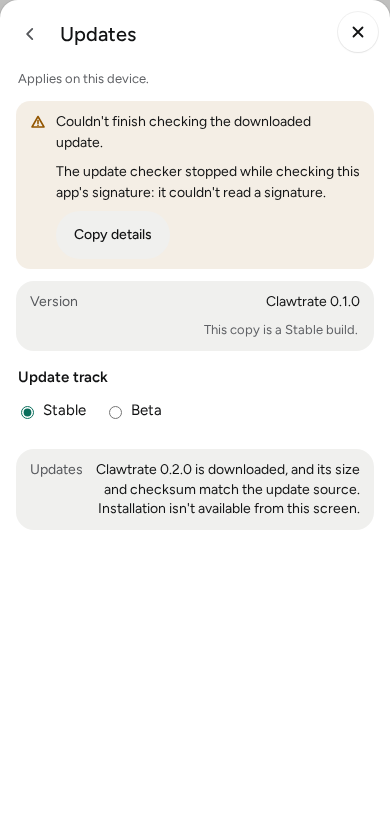 Updates
Applies on this device.
Couldn't finish checking the downloaded
update.
The update checker stopped while checking this
app's signature: it couldn't read a signature.
Copy details
Version
Clawtrate 0.1.0
This copy is a Stable build.
Update track
Stable
Beta
Updates
Clawtrate 0.2.0 is downloaded, and its size
and checksum match the update source.
Installation isn't available from this screen.